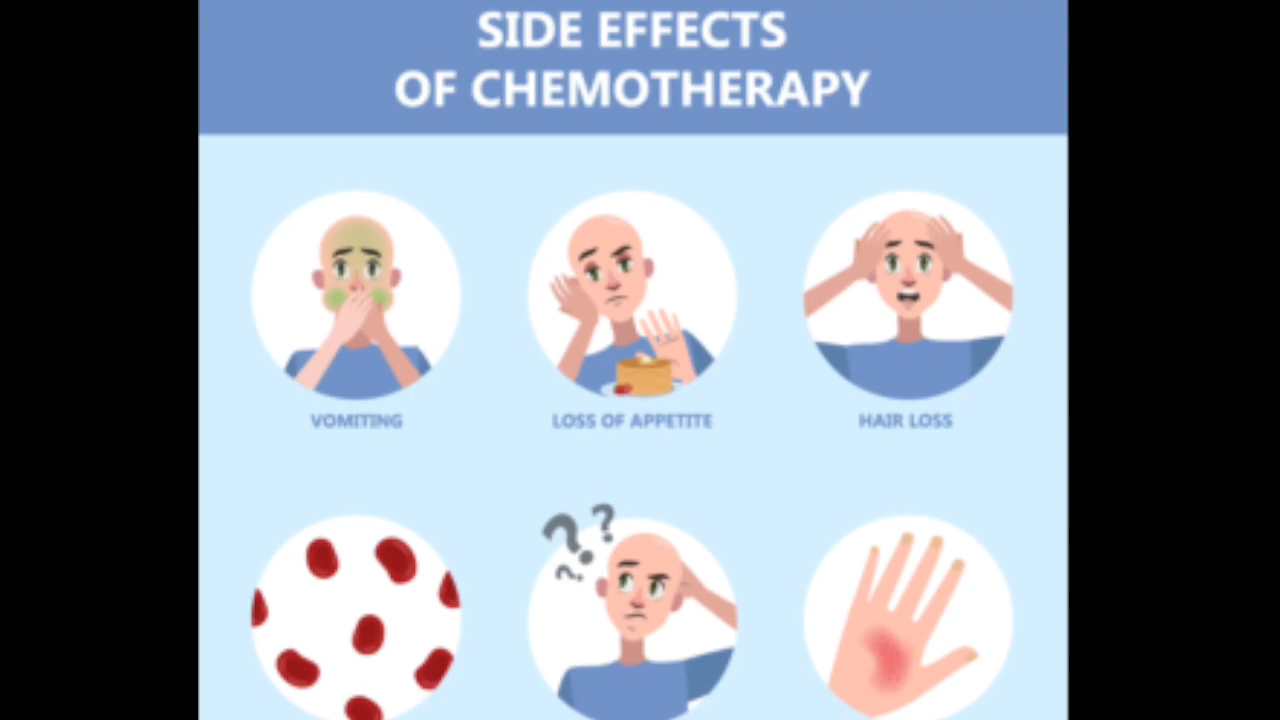 SIDE EFFECTS
OF CHEMOTHERAPY
VOMITING
LOSS OF APPETITE
HAIR LOSS
? ? ?